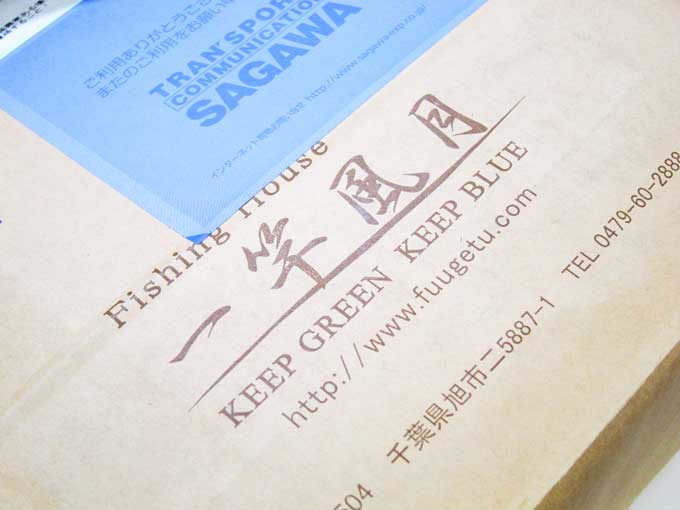 ご利用ありがとうござ
またのご利用をお願い
TRANSPOR
COMMUNICATION
SAGAWA
インターネット http://www.sagawa-exp.co.jp/
Fishing House
一竿風月
KEEP GREEN KEEP BLUE
http://www.fuugetu.com
504 千葉県旭市ニ5887-1 TEL 0479-60-2888